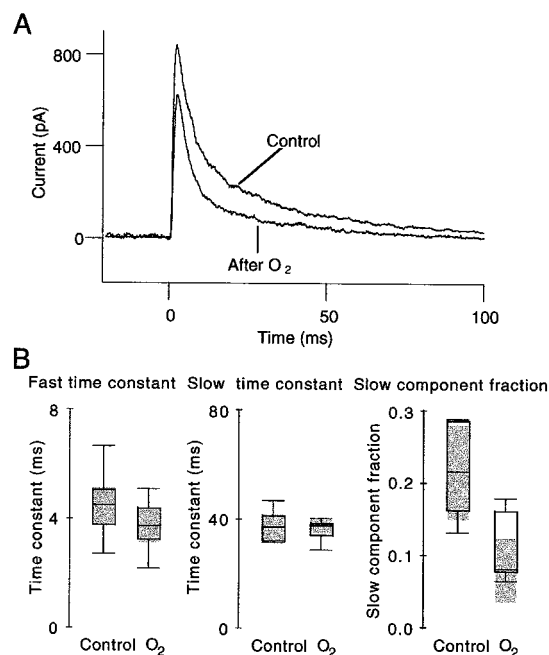 A
800
400
0
Current (pA)
Control
After O2
0
50
100
Time (ms)
B
Fast time constant
Slow time constant
Slow component fraction
8
4
0
Time constant (ms)
Control O2
80
40
0
Time constant (ms)
Control O2
0.3
0.2
0.1
0.0
Slow component fraction
Control O2